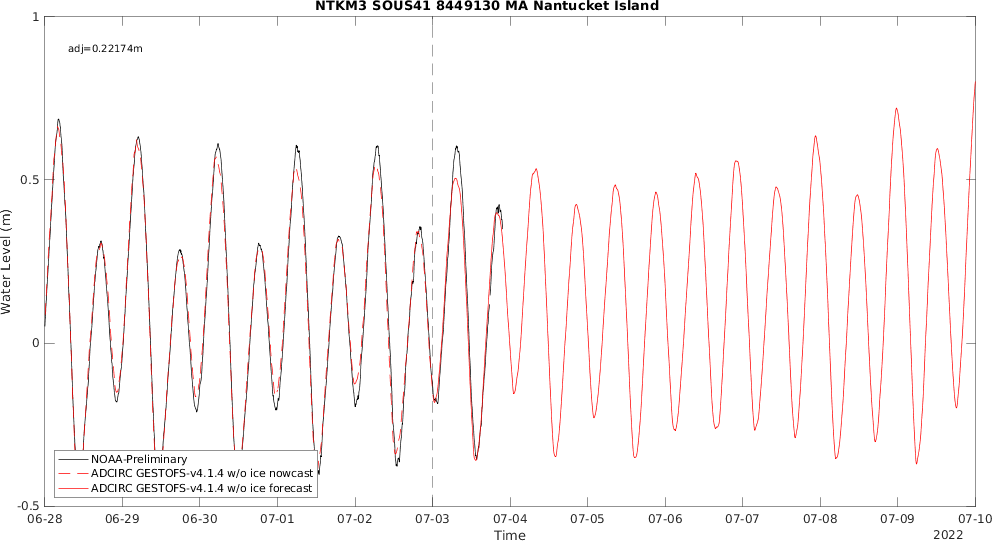 NTKM3 SOUS41 8449130 MA Nantucket Island
1
adj=0.22174m
0.5
Water Level (m)
0
NOAA-Preliminary
ADCIRC GESTOFS-v4.1.4 w/o ice nowcast
ADCIRC GESTOFS-v4.1.4 w/o ice forecast
-0.5
06-28 06-29 06-30 07-01 07-02 07-03 07-04 07-05 07-06 07-07 07-08 07-09 07-10
Time 2022